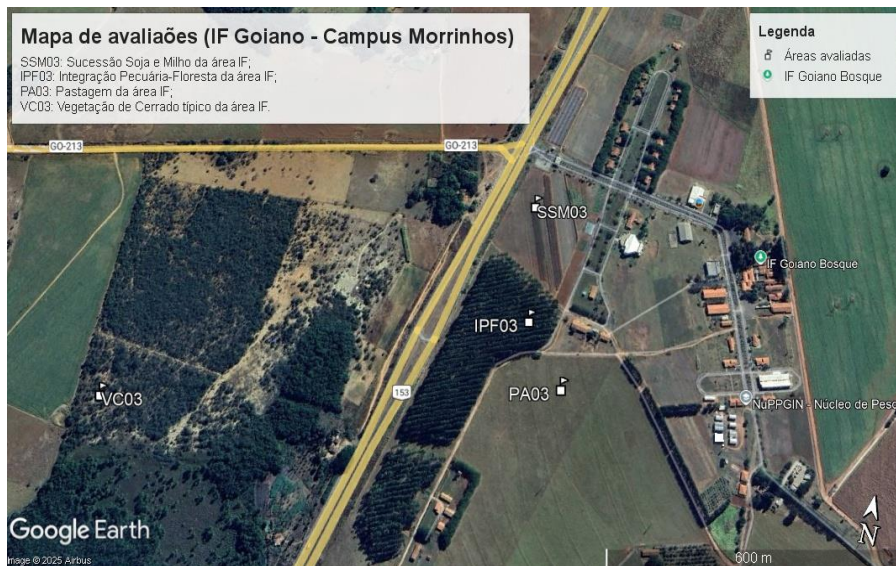 Mapa de avaliaões (IF Goiano - Campus Morrinhos)
SSM03: Sucessão Soja e Milho da área IF;
IPF03: Integração Pecuária-Floresta da área IF;
PA03: Pastagem da área IF;
VC03: Vegetação de Cerrado típico da área IF.
Legenda
Áreas avaliadas
IF Goiano Bosque
GO-213
GO-213
SSM03
IF Goiano Bosque
IPF03
PA03
153
VC03
NuPPGIN - Núcleo de Pesq
Google Earth
Image © 2025 Airbus
600 m
N